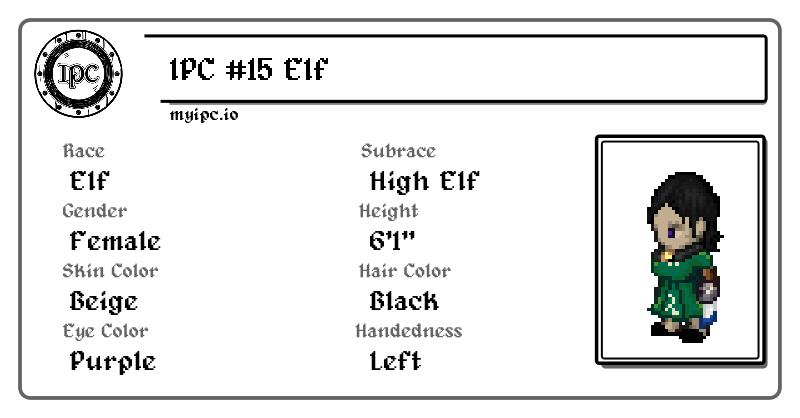 IPC
IPC #15 Elf
myipc.io
Race
Elf
Subrace
High Elf
Gender
Female
Height
6'1"
Skin Color
Beige
Hair Color
Black
Eye Color
Purple
Handedness
Left